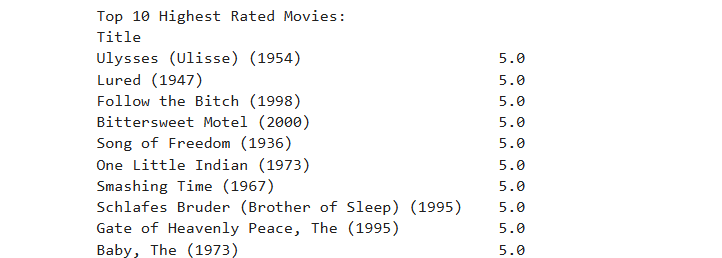 Top 10 Highest Rated Movies:
Title
Ulysses (Ulisse) (1954) 5.0
Lured (1947) 5.0
Follow the Bitch (1998) 5.0
Bittersweet Motel (2000) 5.0
Song of Freedom (1936) 5.0
One Little Indian (1973) 5.0
Smashing Time (1967) 5.0
Schlafes Bruder (Brother of Sleep) (1995) 5.0
Gate of Heavenly Peace, The (1995) 5.0
Baby, The (1973) 5.0